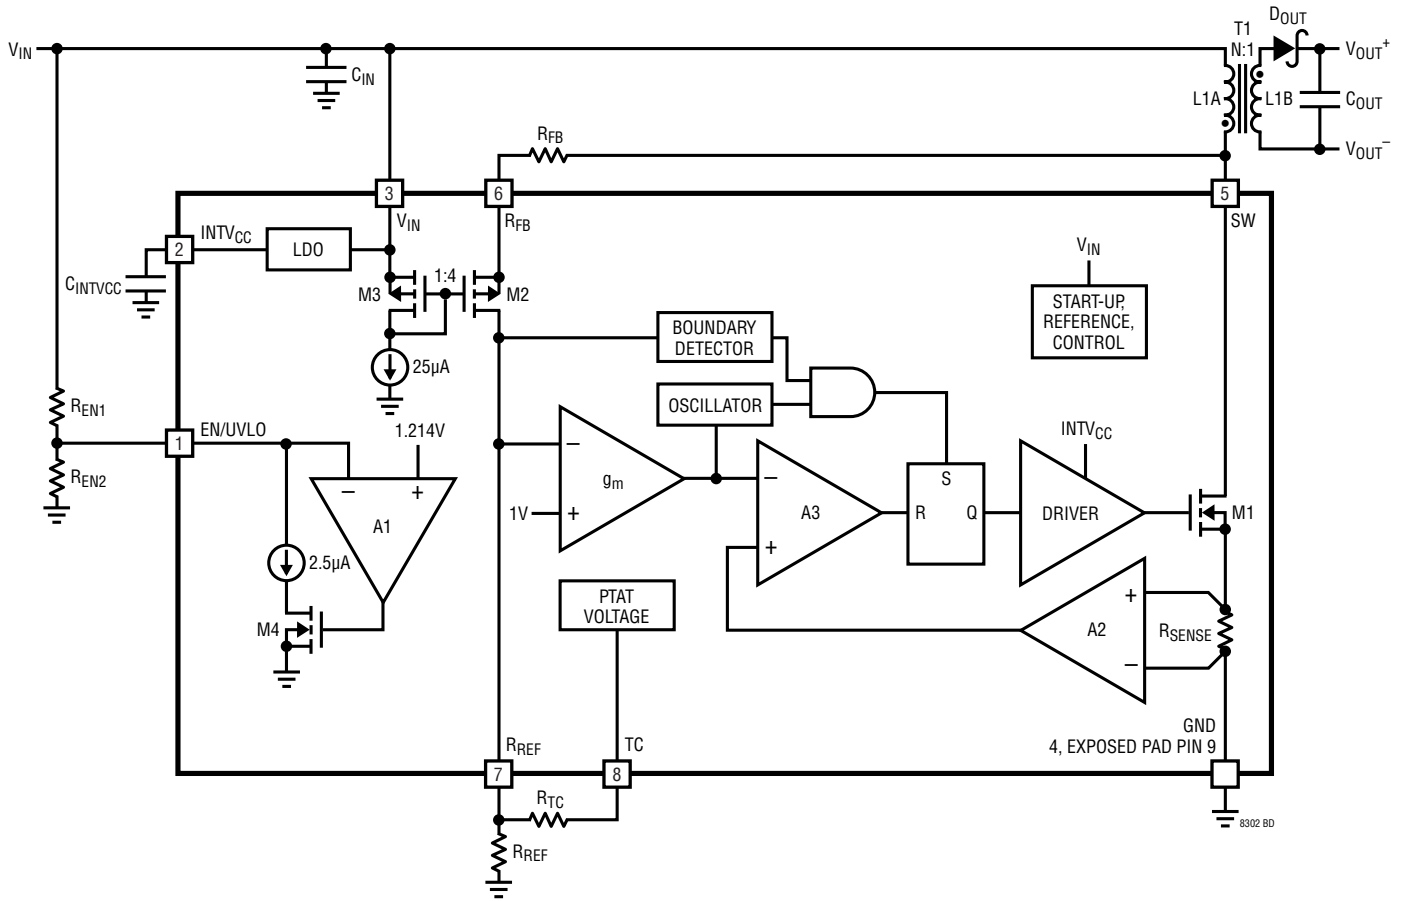 DOUT
T1
N:1
VIN
VOUT+
CIN
L1A
L1B
COUT
RFB
VOUT–
3
6
5
VIN
RFB
SW
2
INTVCC
LDO
VIN
CINTVCC
1:4
M3
M2
START-UP,
REFERENCE,
CONTROL
BOUNDARY
DETECTOR
25µA
OSCILLATOR
REN1
1
EN/UVLO
1.214V
INTVCC
REN2
–
+
A1
–
gm
1V
+
–
A3
+
S
R
Q
DRIVER
M1
2.5µA
PTAT
VOLTAGE
M4
+
A2
–
RSENSE
GND
4, EXPOSED PAD PIN 9
RREF
TC
7
8
RTC
8302 BD
RREF